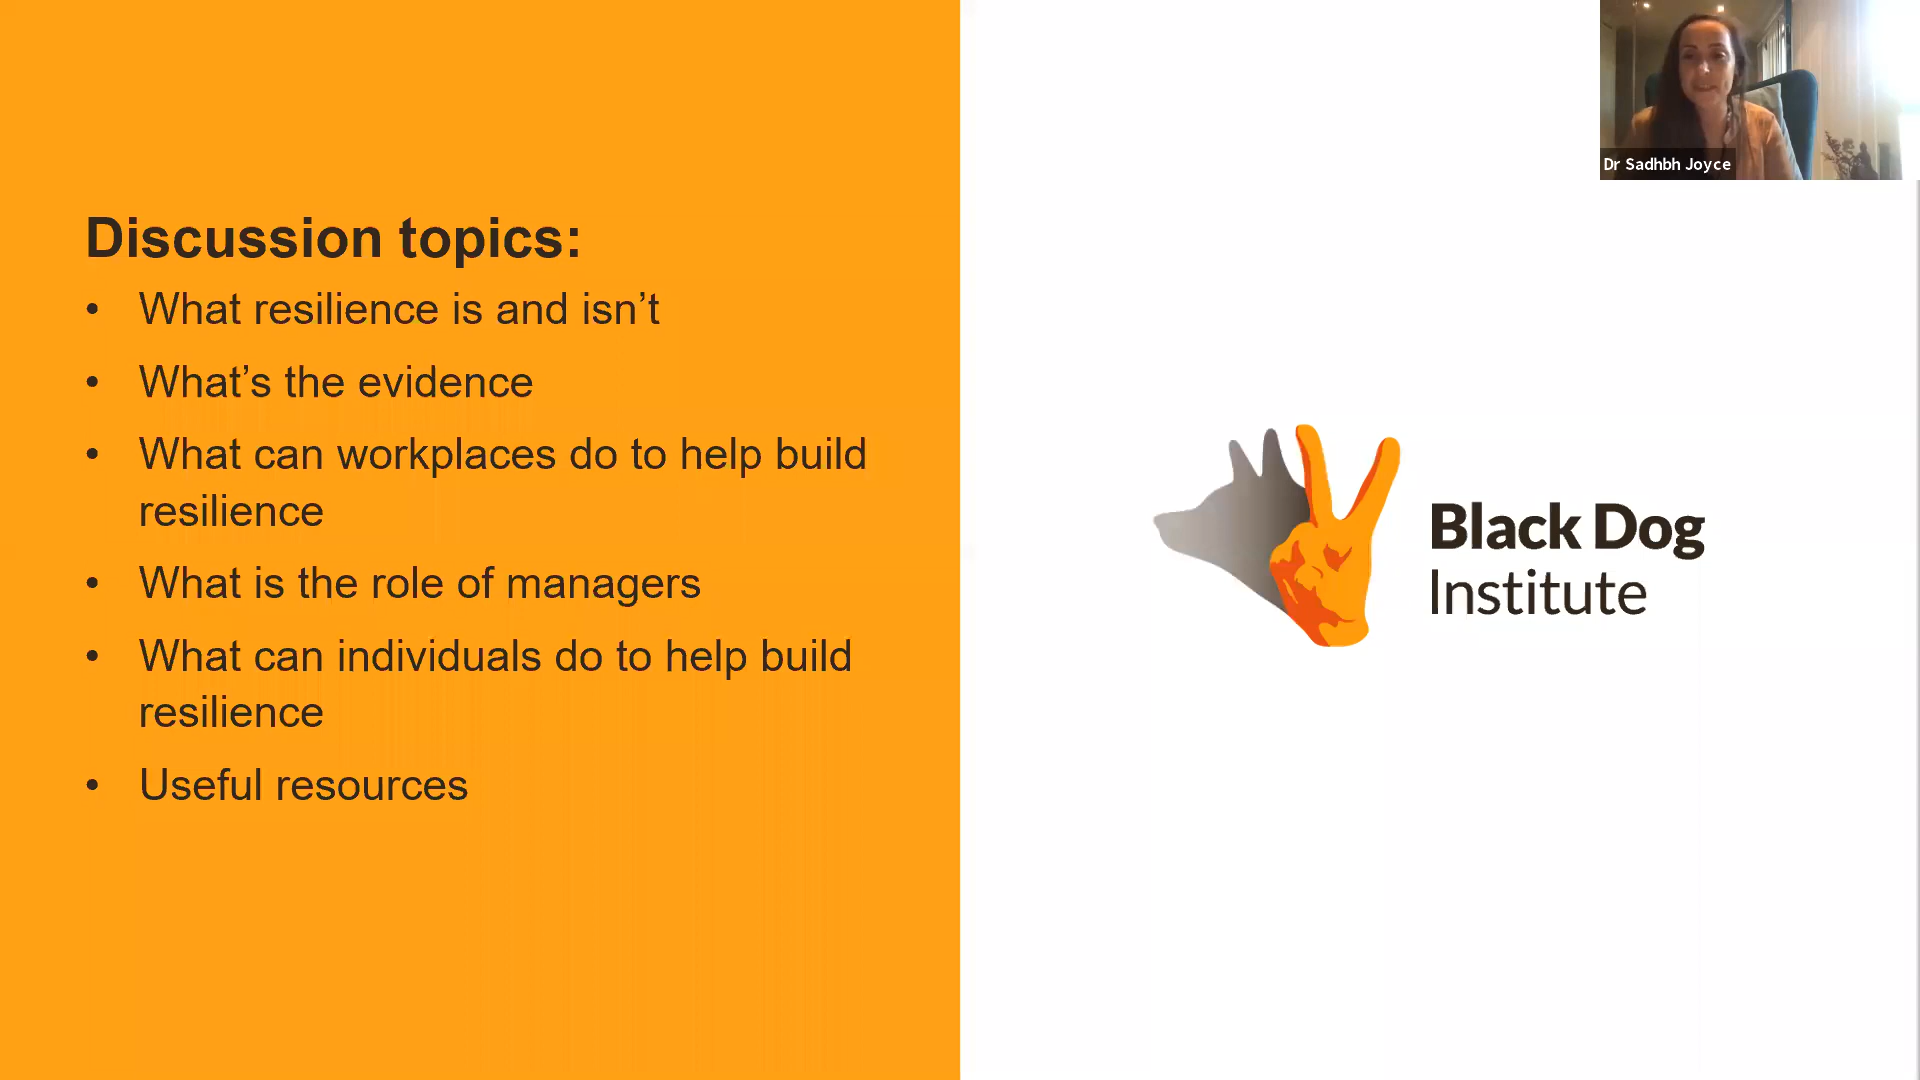 Dr Sadhbh Joyce
Discussion topics:
• What resilience is and isn’t
• What’s the evidence
• What can workplaces do to help build
resilience
• What is the role of managers
• What can individuals do to help build
resilience
• Useful resources
Black Dog
Institute